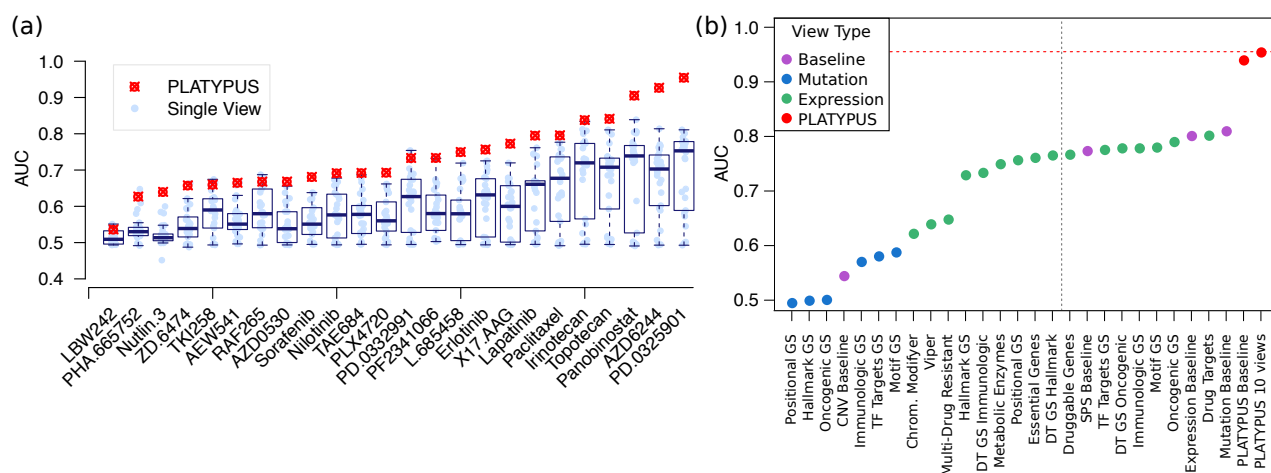 (a)
AUC
1.0
0.9
0.8
0.7
0.6
0.5
0.4
PLATYPUS
Single View
LBW242
PHA.665752
Nutlin.3
ZD.6474
TKI258
AEW541
RAF265
AZD0530
Sorafenib
Nilotinib
TAE684
PLX4720
PD.0332991
PF2341066
L.685458
Erlotinib
X17.AAG
Lapatinib
Paclitaxel
Irinotecan
Topotecan
Panobinostat
AZD6244
PD.0325901
(b)
AUC
1.0
0.9
0.8
0.7
0.6
0.5
View Type
Baseline
Mutation
Expression
PLATYPUS
Positional GS
Hallmark GS
Oncogenic GS
CNV Baseline
Immunologic GS
TF Targets GS
Motif GS
Chrom. Modifyer
Viper
Multi-Drug Resistant
Hallmark GS
DT GS Immunologic
Metabolic Enzymes
Positional GS
Essential Genes
DT GS Hallmark
Druggable Genes
SPS Baseline
TF Targets GS
DT GS Oncogenic
Immunologic GS
Motif GS
Oncogenic GS
Expression Baseline
Drug Targets
Mutation Baseline
PLATYPUS Baseline
PLATYPUS 10 views